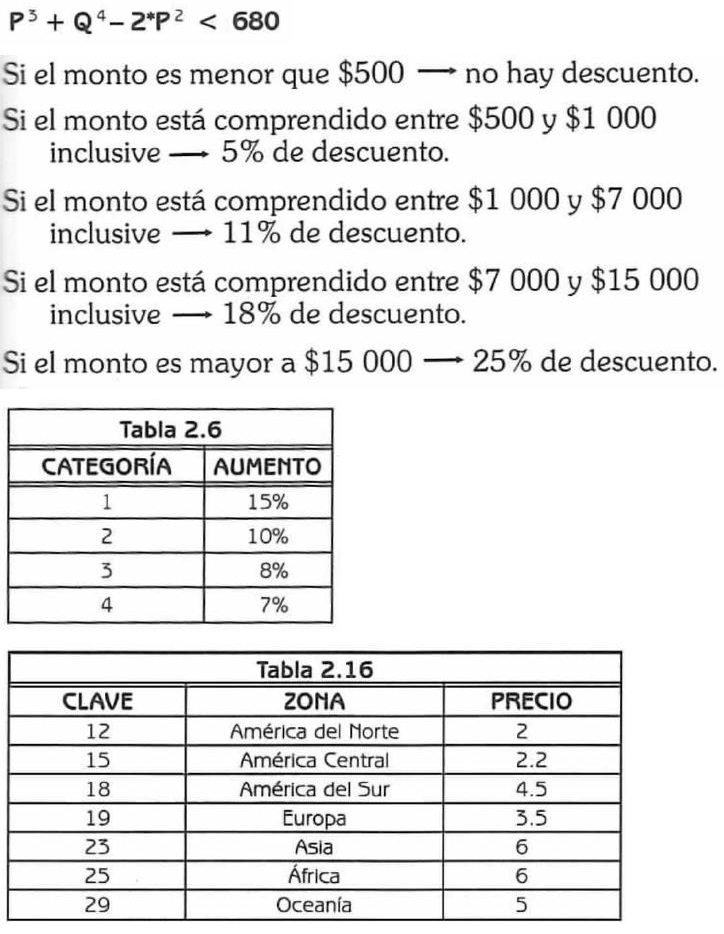 P³ + Q⁴ – 2*P² < 680
Si el monto es menor que $500 → no hay descuento.
Si el monto está comprendido entre $500 y $1 000
inclusive → 5% de descuento.
Si el monto está comprendido entre $1 000 y $7 000
inclusive → 11% de descuento.
Si el monto está comprendido entre $7 000 y $15 000
inclusive → 18% de descuento.
Si el monto es mayor a $15 000 → 25% de descuento.
Tabla 2.6
CATEGORÍA AUMENTO
1 15%
2 10%
3 8%
4 7%
Tabla 2.16
CLAVE ZONA PRECIO
12 América del Norte 2
15 América Central 2.2
18 América del Sur 4.5
19 Europa 3.5
23 Asia 6
25 África 6
29 Oceanía 5